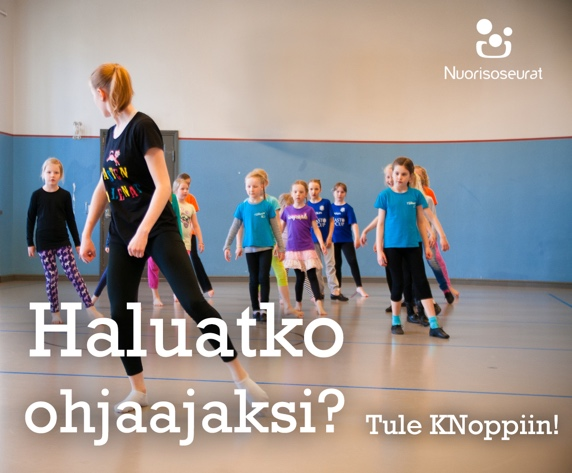 Nuorisoseurat
Haluatko
ohjaajaksi?
Tule KNoppiin!